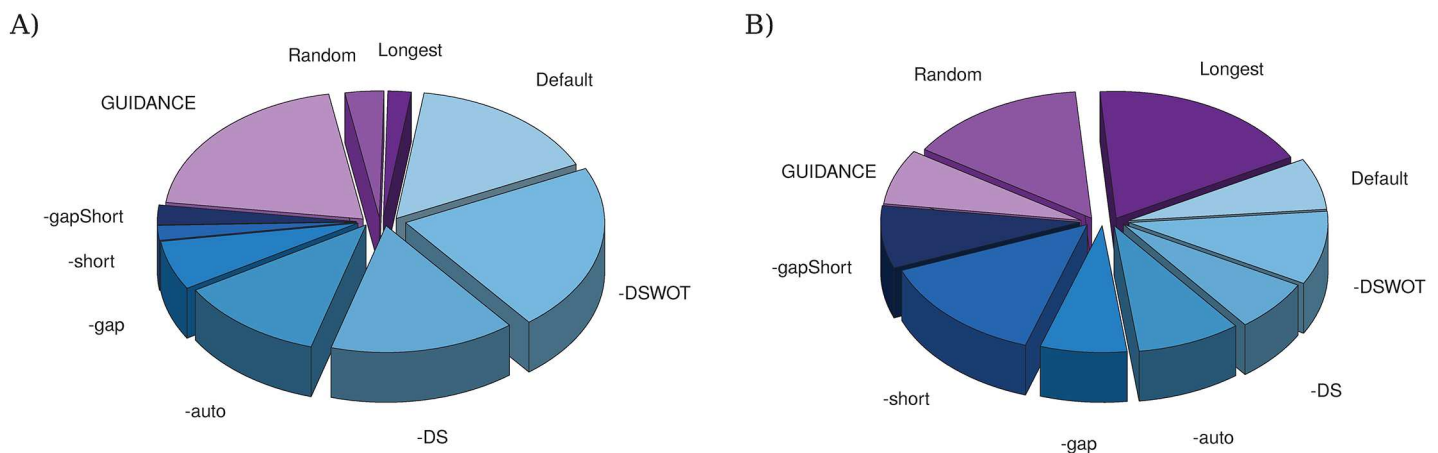 A)
Random
Longest
Default
GUIDANCE
-gapShort
-short
-gap
-auto
-DS
-DSWOT
B)
Random
Longest
GUIDANCE
Default
-gapShort
-DSWOT
-short
-DS
-gap
-auto